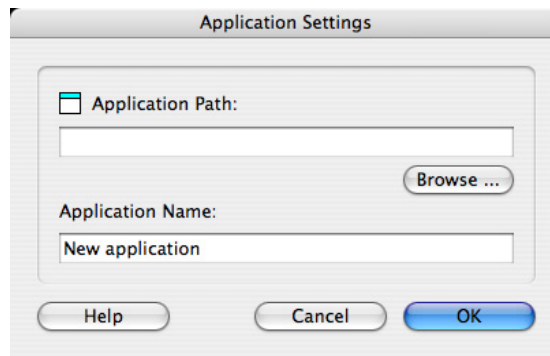 Application Settings
Application Path:
Browse ...
Application Name:
New application
Help
Cancel
OK